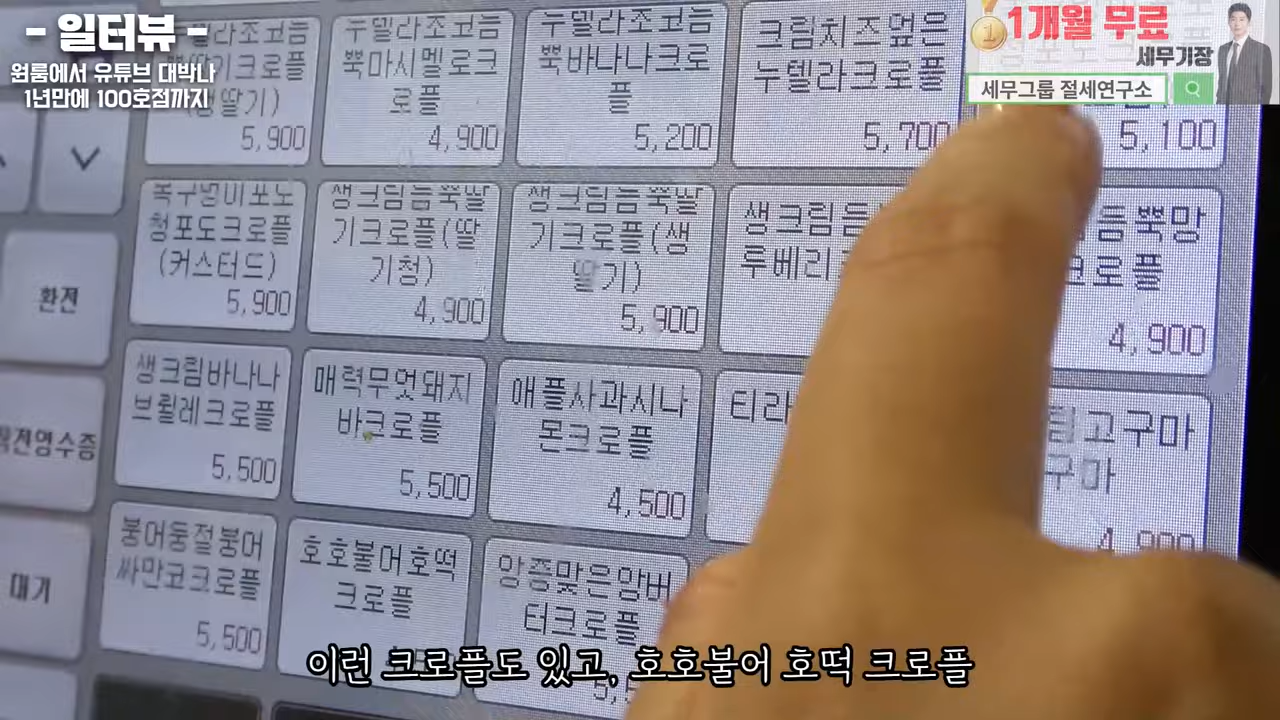 - 일터뷰 -
원룸에서 유튜브 대박나
1년만에 100호점까지
1개월 무료
세무기장
세무그룹 절세연구소
5,900
누텔라쪼코듬
뿍마시멜로크
로플
4,900
누텔라쪼코듬
뿍바나나크로
플
5,200
크림치즈엎은
누텔라크로플
5,700
5,100
청포도크로플
(커스터드)
5,900
생크림듬뿍딸
기크로플(딸
기청)
4,900
생크림듬뿍딸
기크로플(생
딸기)
5,900
생크림듬
루베리
듬뿍망
크로플
4,900
환전
생크림바나나
브륄레크로플
5,500
매력무엇돼지
바크로플
5,500
애플사과시나
몬크로플
4,500
티라
림고구마
구마
4,900
전영수증
붕어둥절붕어
싸만코크로플
5,500
호호불어호떡
크로플
앙증맞은앙버
터크로플
대기
이런 크로플도 있고, 호호불어 호떡 크로플